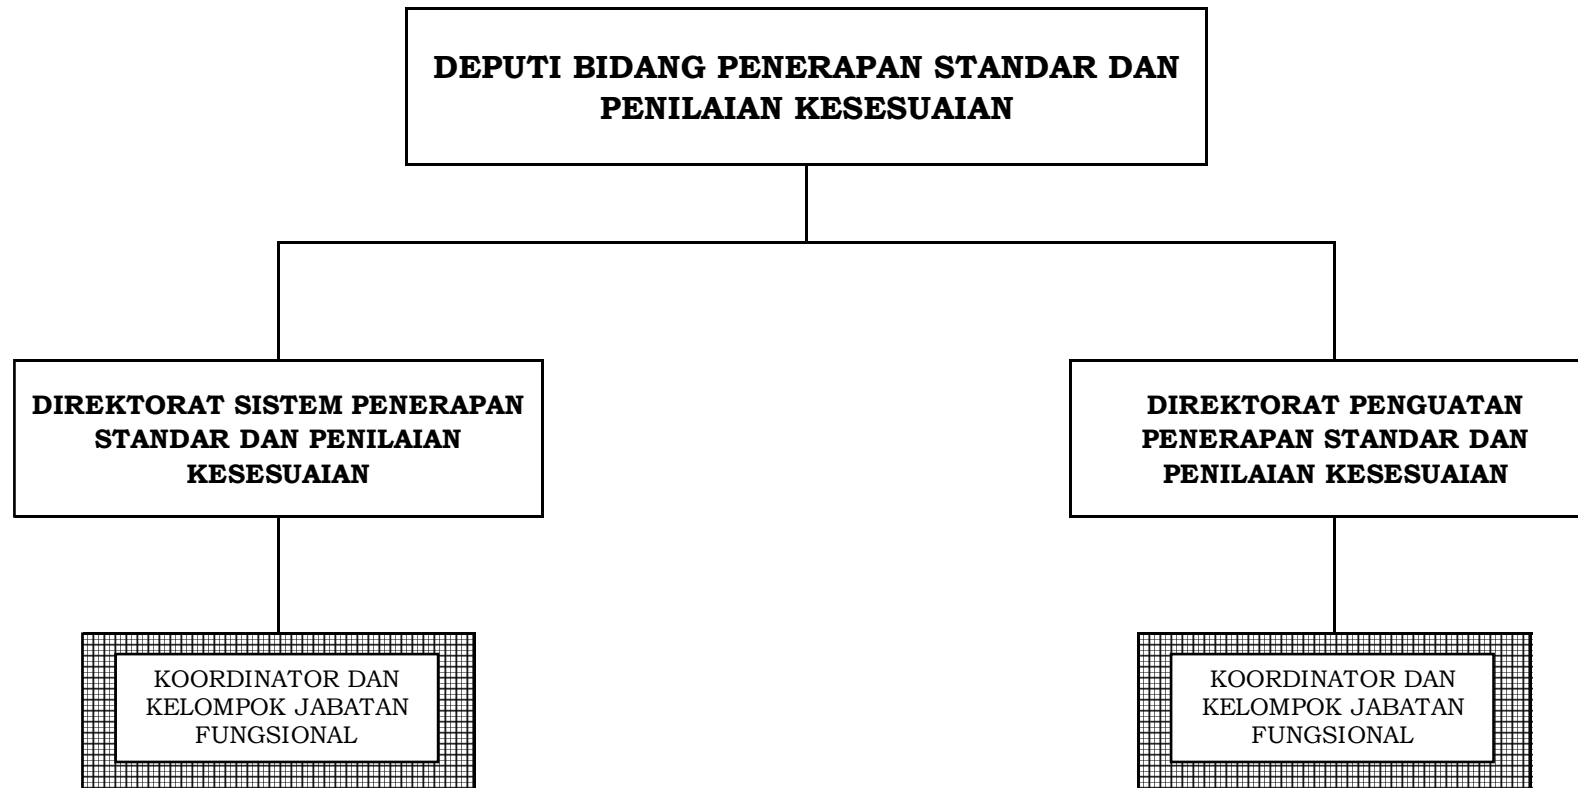 DEPUTI BIDANG PENERAPAN STANDAR DAN
PENILAIAN KESESUAIAN
DIREKTORAT SISTEM PENERAPAN
STANDAR DAN PENILAIAN
KESESUAIAN
DIREKTORAT PENGUATAN
PENERAPAN STANDAR DAN
PENILAIAN KESESUAIAN
KOORDINATOR DAN
KELOMPOK JABATAN
FUNGSIONAL
KOORDINATOR DAN
KELOMPOK JABATAN
FUNGSIONAL